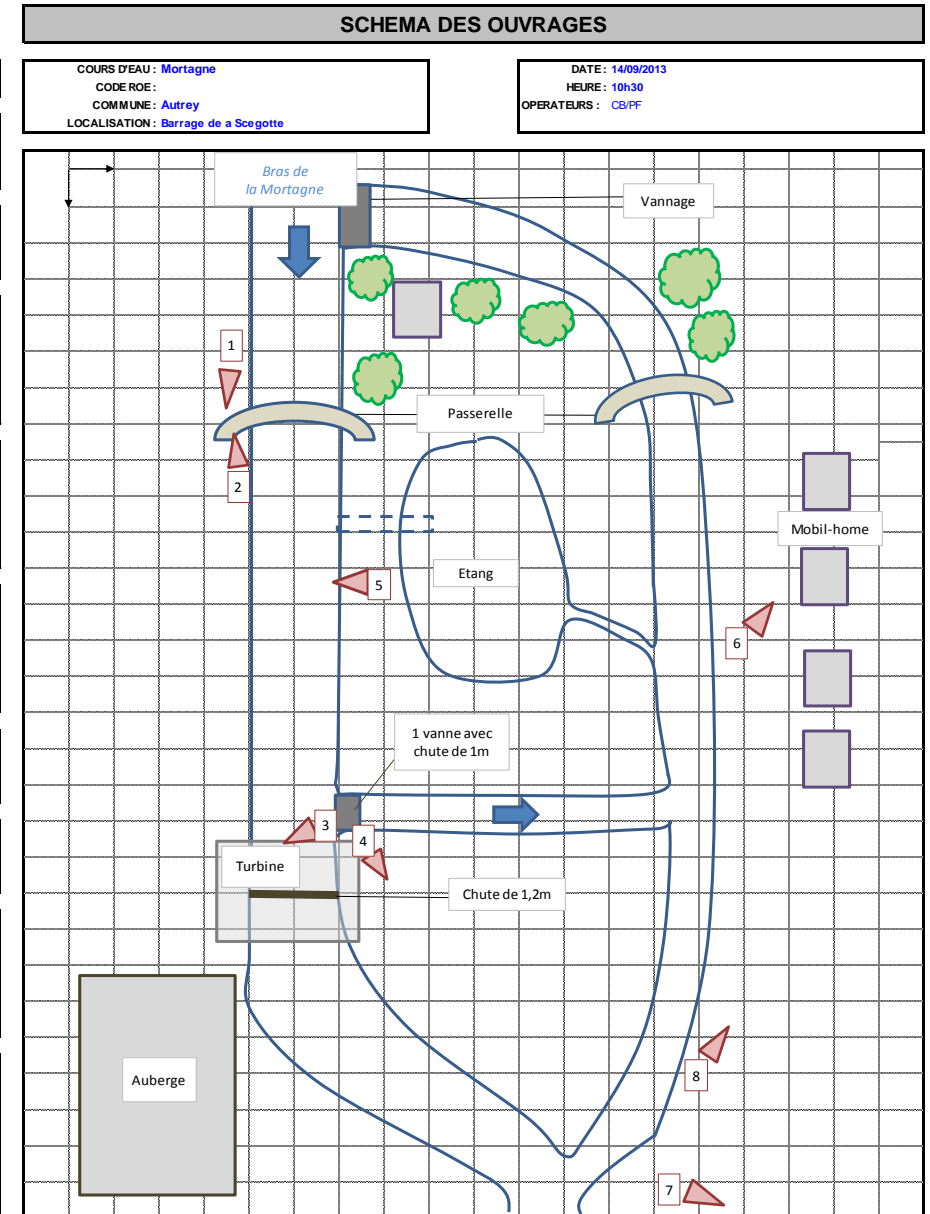 SCHEMA DES OUVRAGES
COURS D'EAU : Mortagne
CODE ROE :
COMMUNE : Autrey
LOCALISATION : Barrage de a Scegotte
DATE : 14/09/2013
HEURE : 10h30
OPERATEURS : CB/PF
Bras de
la Mortagne
Vannage
1
Passerelle
2
Mobil-home
Etang
5
6
1 vanne avec
chute de 1m
3
4
Turbine
Chute de 1,2m
8
Auberge
7